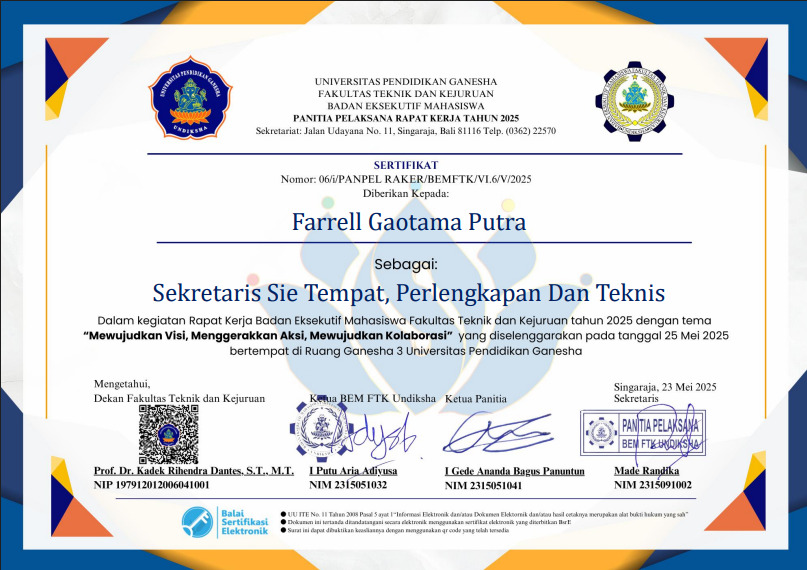 UNIVERSITAS PENDIDIKAN GANESHA
UNDIKSHA
UNIVERSITAS PENDIDIKAN GANESHA
FAKULTAS TEKNIK DAN KEJURUAN
BADAN EKSEKUTIF MAHASISWA
PANITIA PELAKSANA RAPAT KERJA TAHUN 2025
Sekretariat: Jalan Udayana No. 11, Singaraja, Bali 81116 Telp. (0362) 22570
SERTIFIKAT
Nomor: 06/i/PANPEL RAKER/BEMFTK/VI.6/V/2025
Diberikan Kepada:
Farrell Gaotama Putra
Sebagai:
Sekretaris Sie Tempat, Perlengkapan Dan Teknis
Dalam kegiatan Rapat Kerja Badan Eksekutif Mahasiswa Fakultas Teknik dan Kejuruan tahun 2025 dengan tema
“Mewujudkan Visi, Menggerakkan Aksi, Mewujudkan Kolaborasi” yang diselenggarakan pada tanggal 25 Mei 2025
bertempat di Ruang Ganesha 3 Universitas Pendidikan Ganesha
Mengetahui,
Dekan Fakultas Teknik dan Kejuruan
Prof. Dr. Kadek Rihendra Dantes, S.T., M.T.
NIP 197912012006041001
Ketua BEM FTK Undiksha
I Putu Arja Adiyusa
NIM 2315051032
Ketua Panitia
I Gede Ananda Bagus Panuntun
NIM 2315051041
Singaraja, 23 Mei 2025
Sekretaris
PANITIA PELAKSANA
BEM FTK UNDIKSHA
Made Randika
NIM 2315091002
Balai
Sertifikasi
Elektronik
● UU ITE No. 11 Tahun 2008 Pasal 5 ayat 1 “Informasi Elektronik dan/atau Dokumen Elektornik dan/atau hasil cetaknya merupakan alat bukti hukum yang sah”
● Dokumen ini tertanda ditandatangani secara elektronik menggunakan sertifikat elektronik yang diterbitkan BsrE
● Surat ini dapat dibuktikan keasliannya dengan menggunakan qr code yang telah tersedia